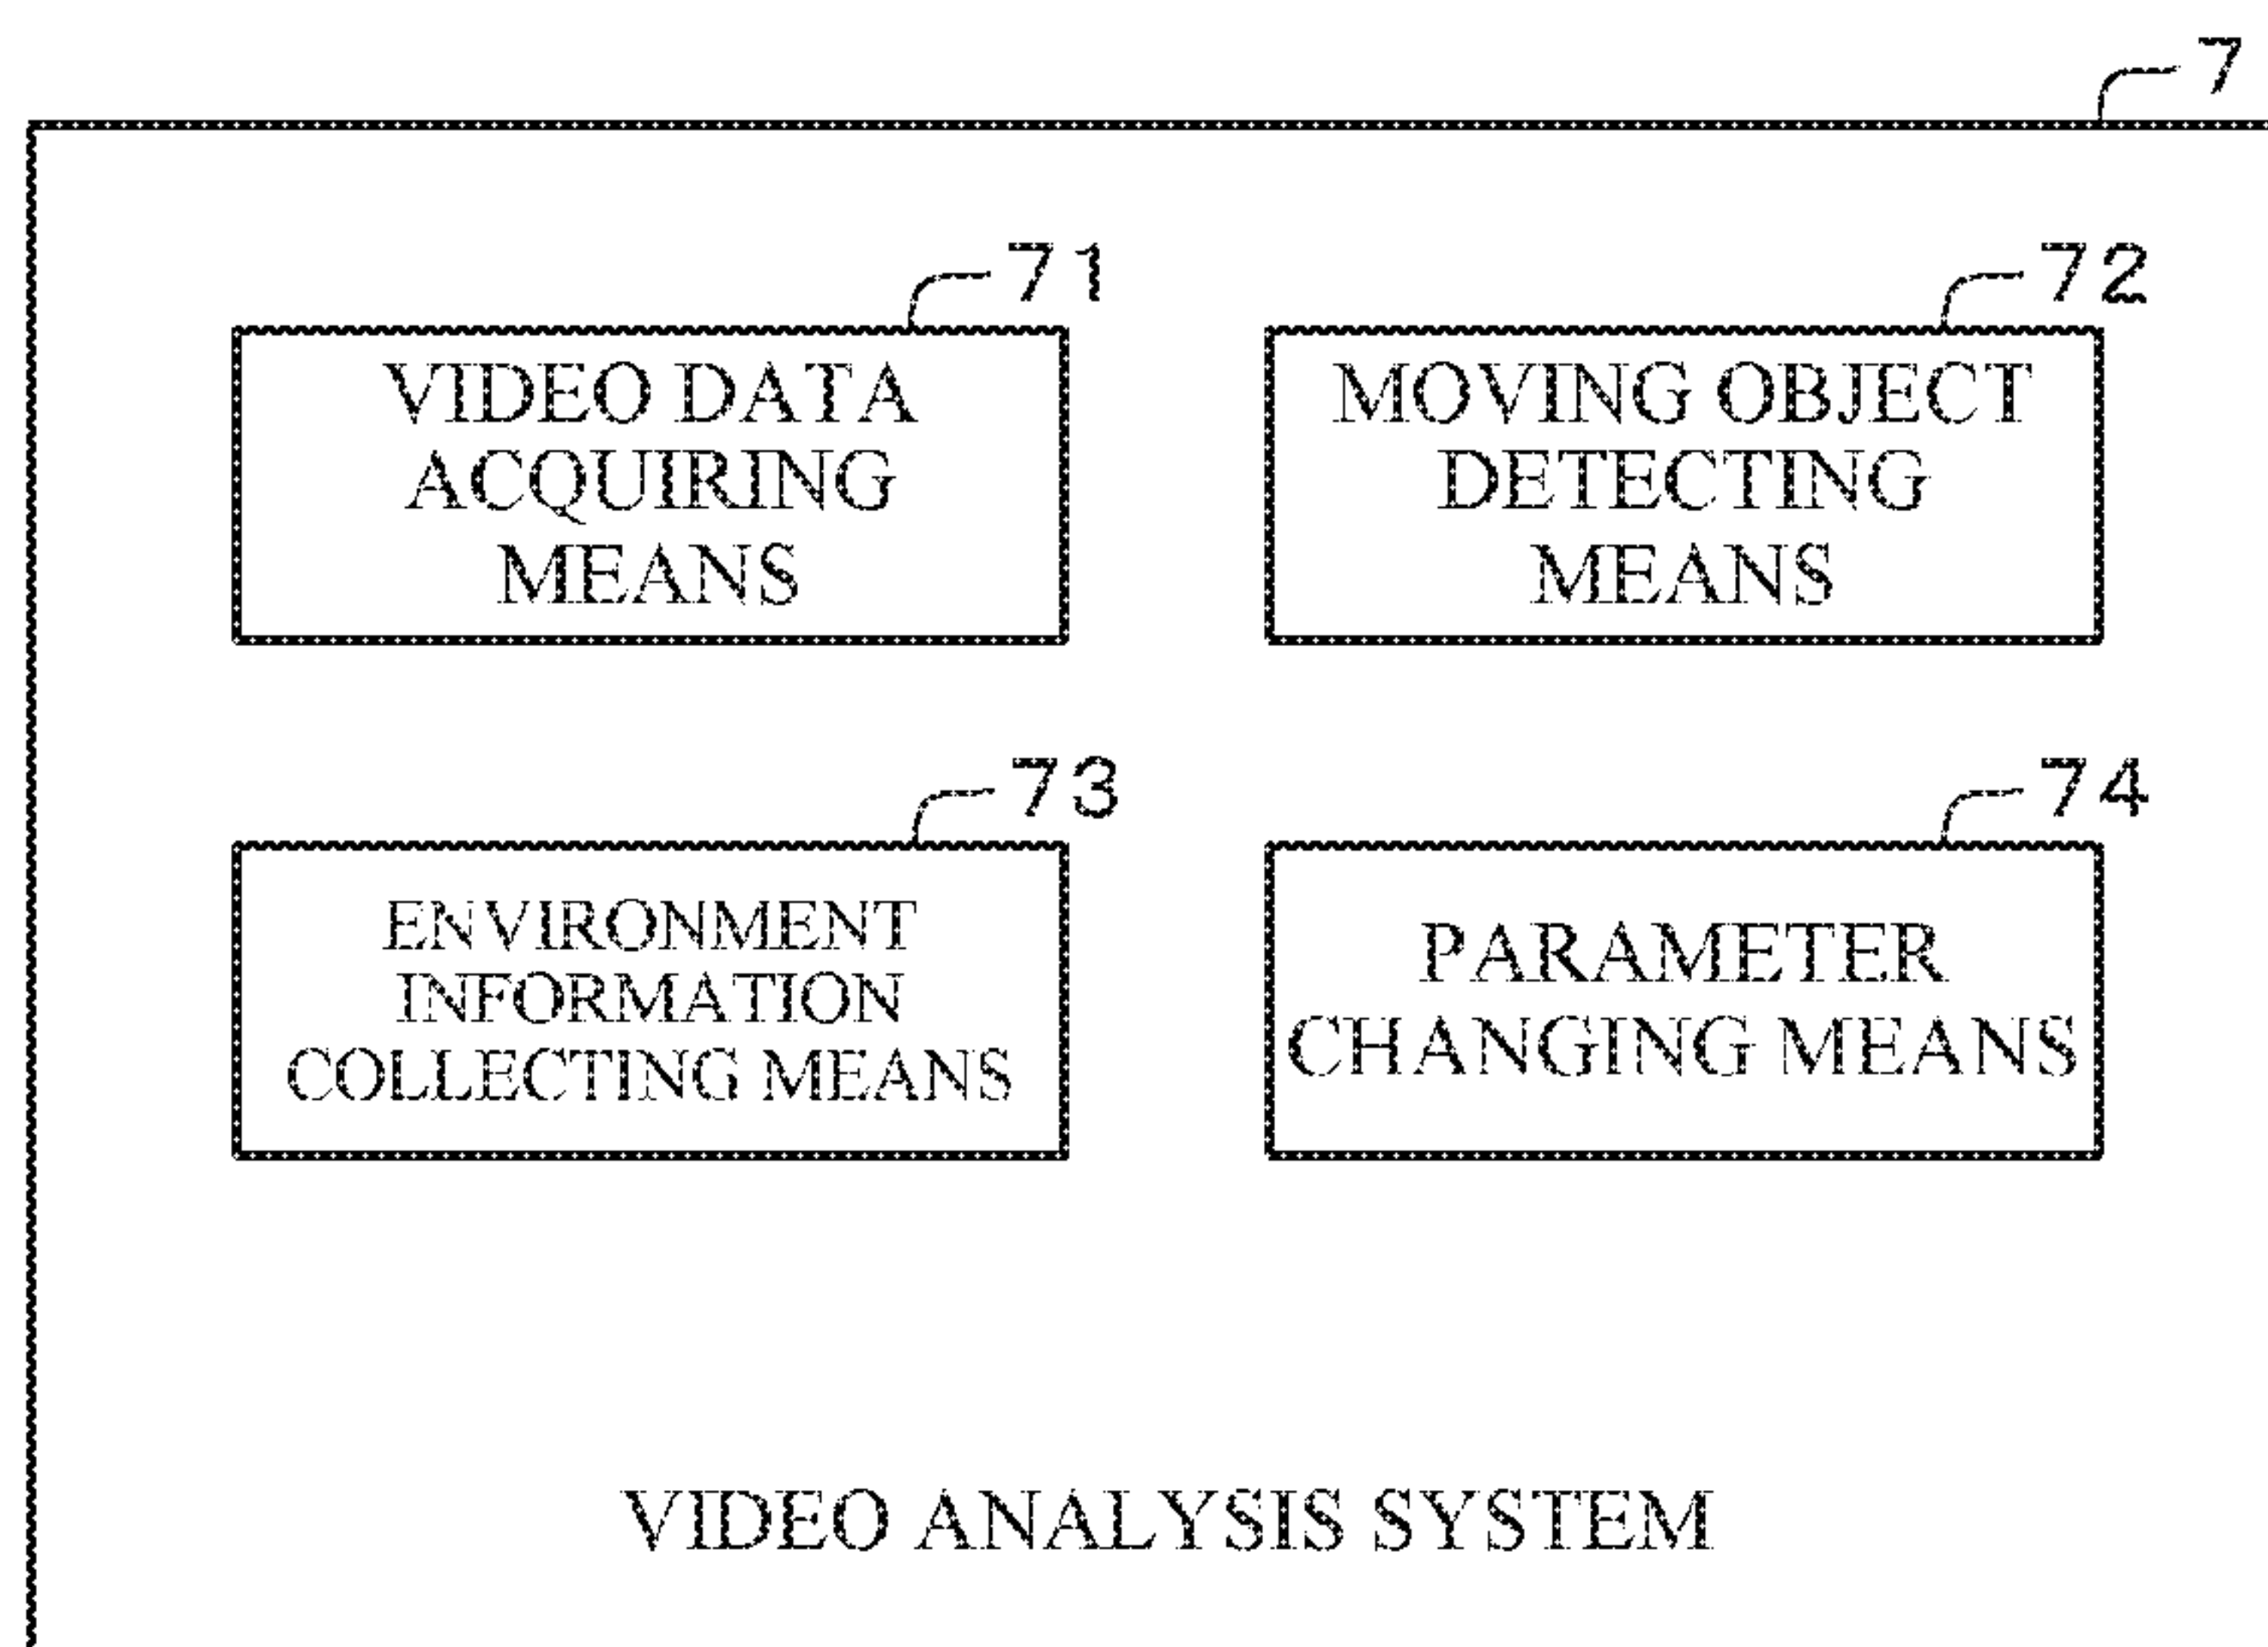 7
71
VIDEO DATA
ACQUIRING
MEANS
72
MOVING OBJECT
DETECTING
MEANS
73
ENVIRONMENT
INFORMATION
COLLECTING MEANS
74
PARAMETER
CHANGING MEANS
VIDEO ANALYSIS SYSTEM